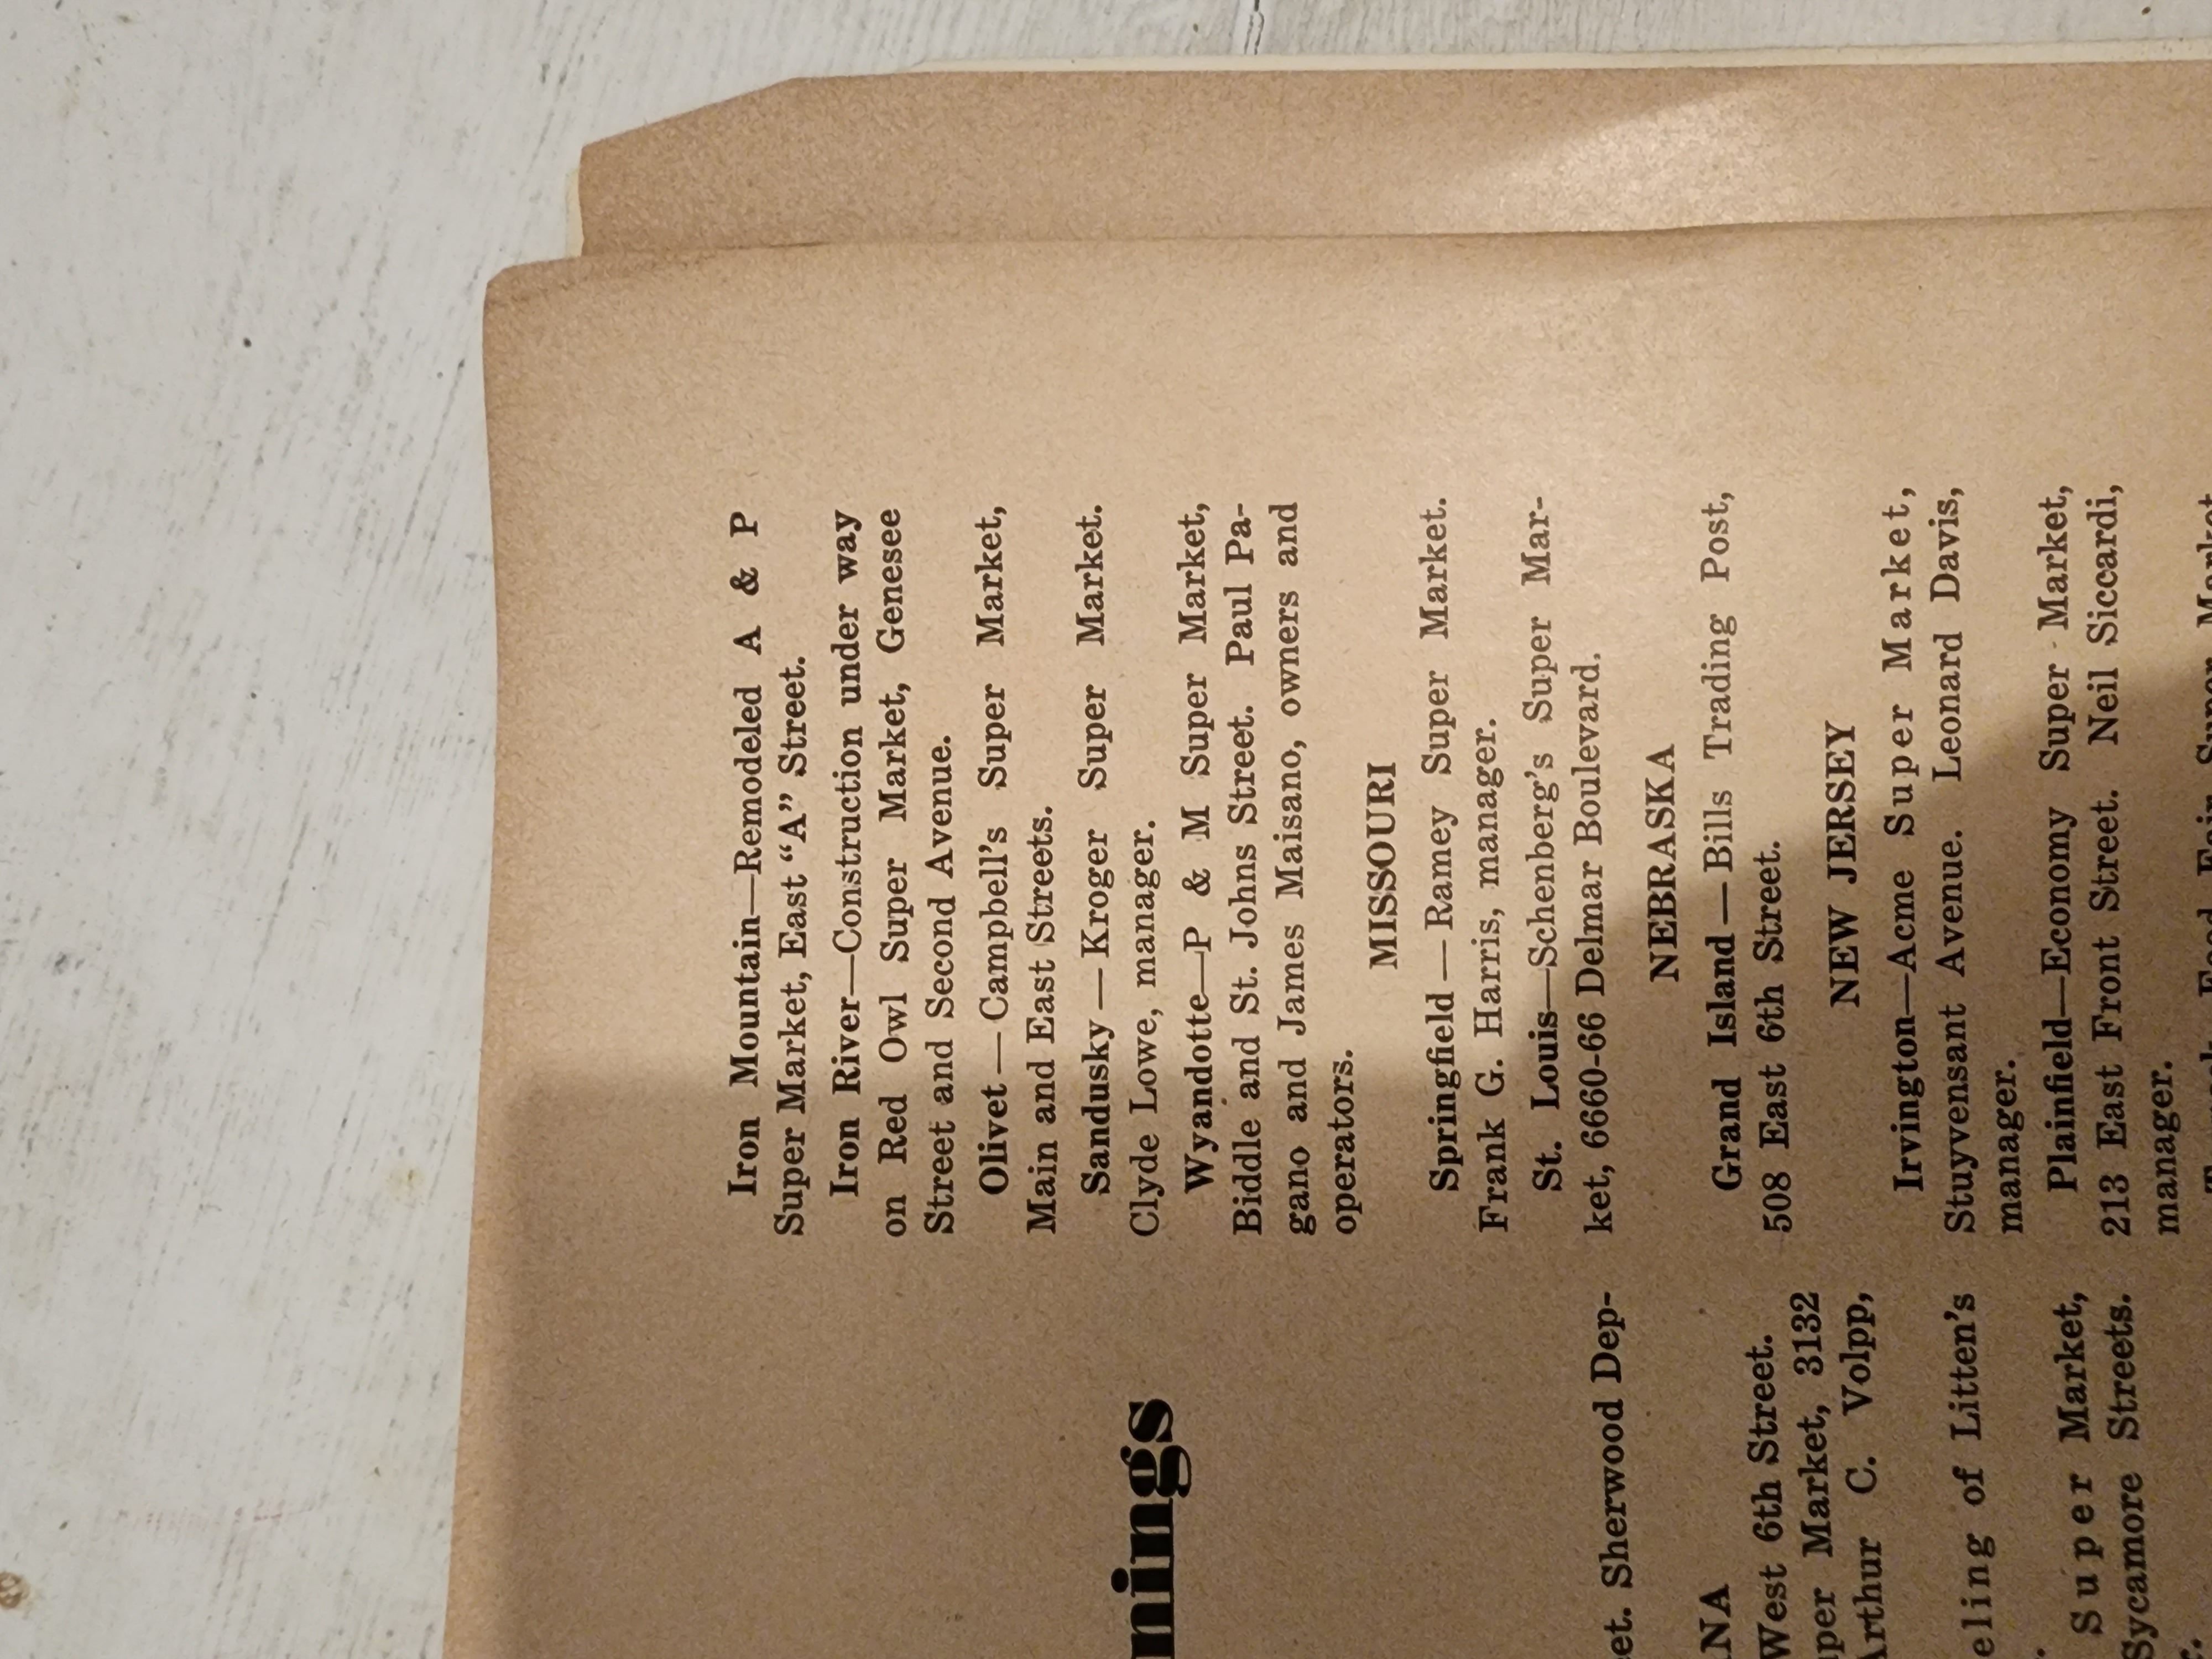 nings
et. Sherwood Dep-
NA
West 6th Street.
per Market, 3132
Arthur C. Volpp,
eling of Litten's
Super Market,
Sycamore Streets.
Iron Mountain—Remodeled A & P
Super Market, East “A” Street.
Iron River—Construction under way
on Red Owl Super Market, Genesee
Street and Second Avenue.
Olivet—Campbell's Super Market,
Main and East Streets.
Sandusky—Kroger Super Market.
Clyde Lowe, manager.
Wyandotte—P & M Super Market,
Biddle and St. Johns Street. Paul Pa-
gano and James Maisano, owners and
operators.
MISSOURI
Springfield—Ramey Super Market.
Frank G. Harris, manager.
St. Louis—Schenberg's Super Mar-
ket, 6660-66 Delmar Boulevard.
NEBRASKA
Grand Island—Bills Trading Post,
508 East 6th Street.
NEW JERSEY
Irvington—Acme Super Market,
Stuyvensant Avenue. Leonard Davis,
manager.
Plainfield—Economy Super Market,
213 East Front Street. Neil Siccardi,
manager.
Food Fair Super Market